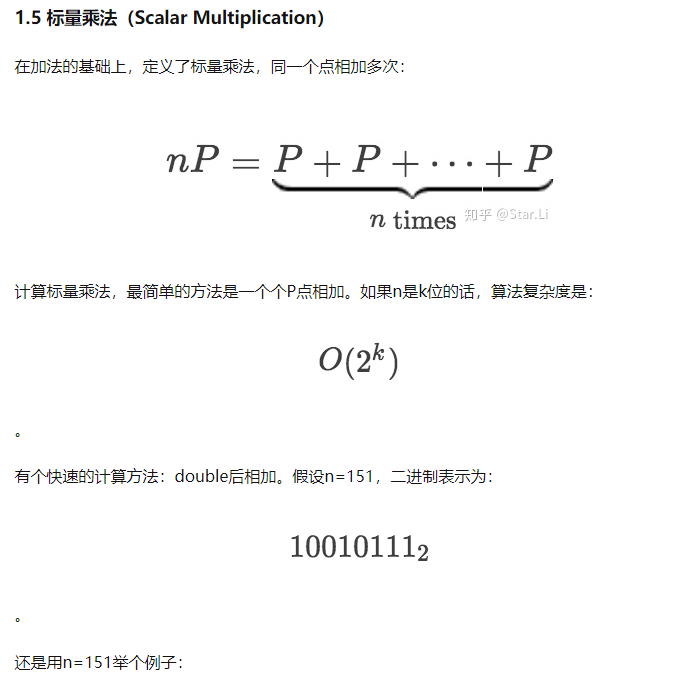 1.5 标量乘法（Scalar Multiplication）
在加法的基础上，定义了标量乘法，同一个点相加多次：
nP = P + P + ⋯ + P
n times 知乎 @Star.Li
计算标量乘法，最简单的方法是一个个P点相加。如果n是k位的话，算法复杂度是：
O(2^k)
。
有个快速的计算方法：double后相加。假设n=151，二进制表示为：
10010111₂
。
还是用n=151举个例子：